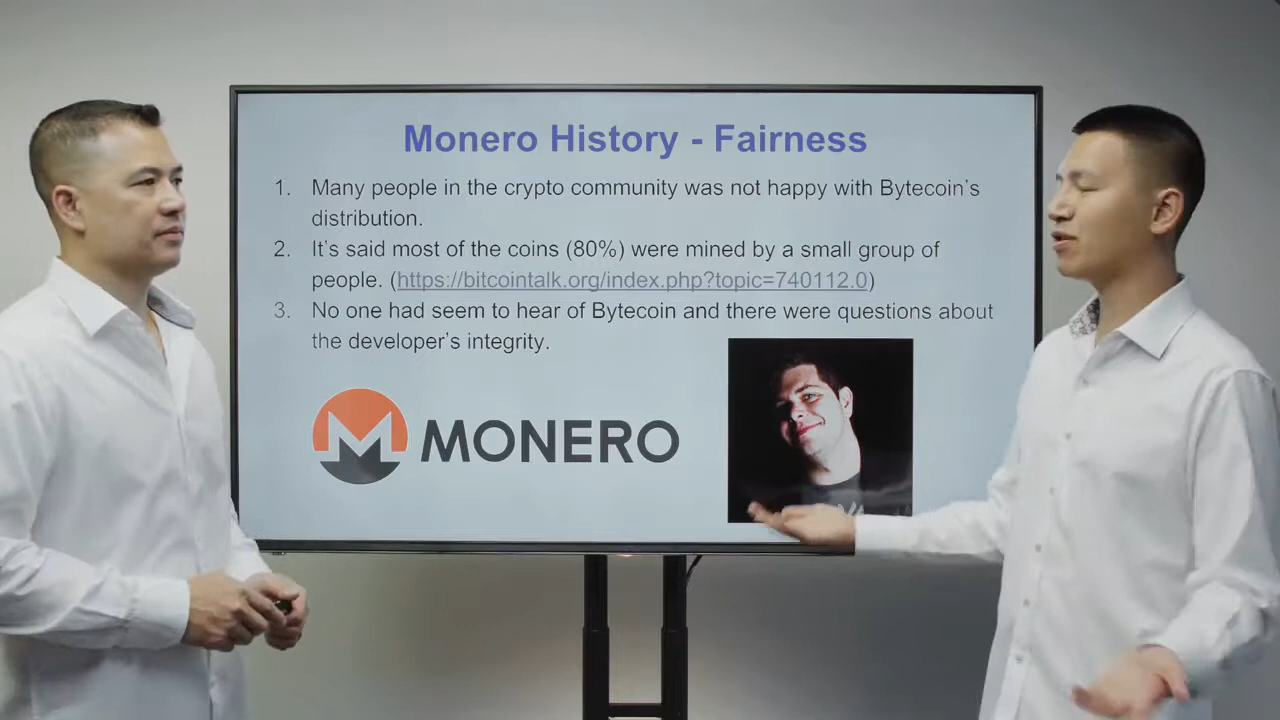 Monero History - Fairness
1. Many people in the crypto community was not happy with Bytecoin's
distribution.
2. It's said most of the coins (80%) were mined by a small group of
people. (https://bitcointalk.org/index.php?topic=740112.0)
3. No one had seem to hear of Bytecoin and there were questions about
the developer's integrity.
MONERO